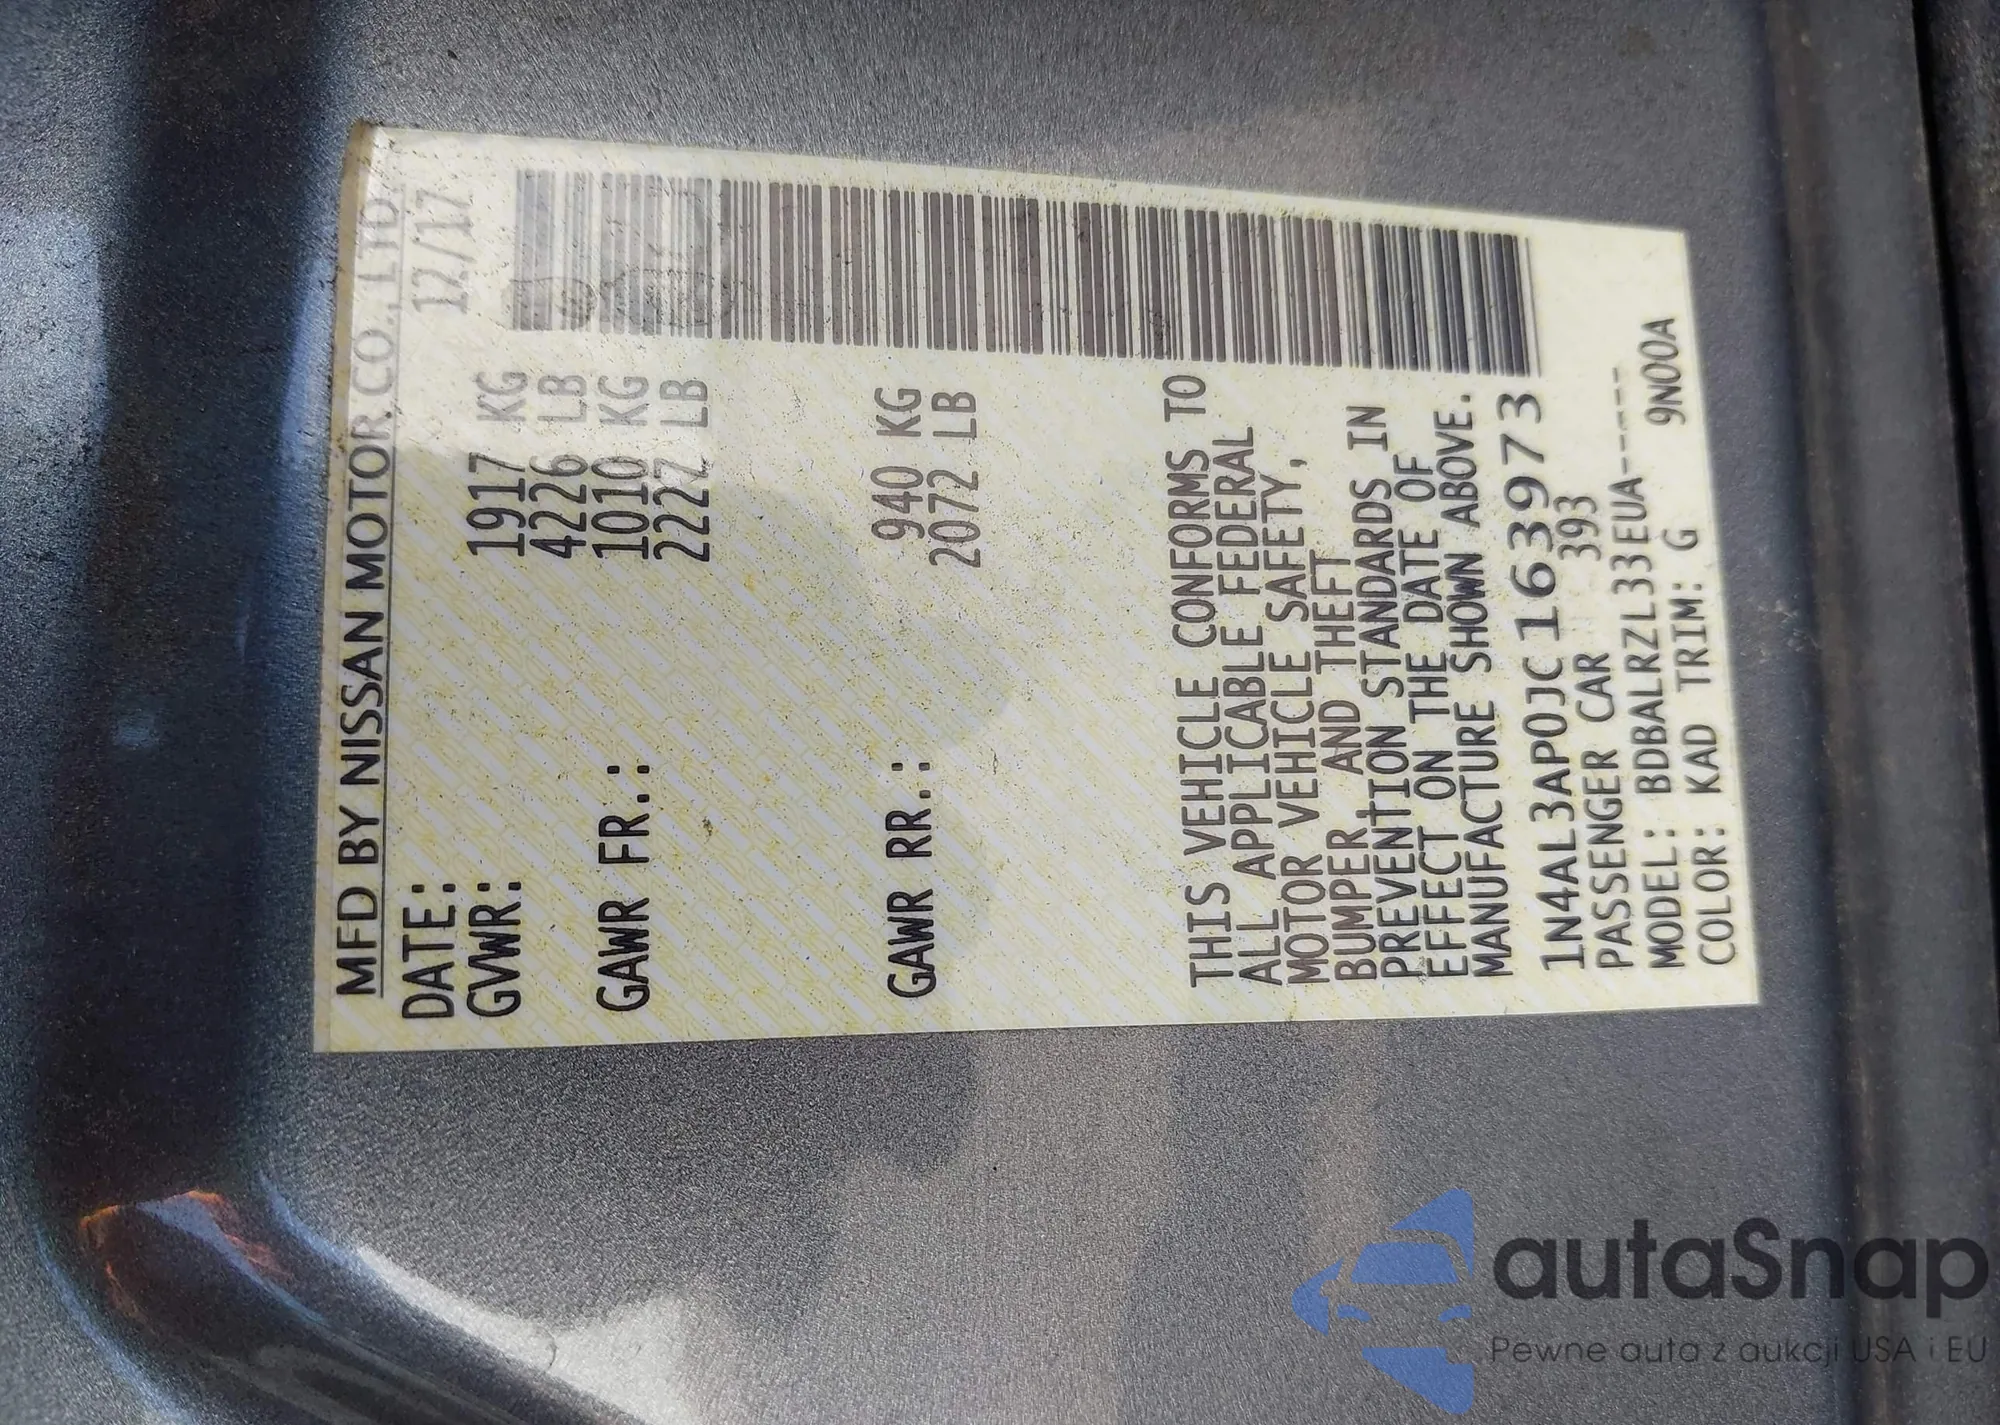 MFD BY NISSAN MOTOR CO., LTD.
DATE: 12/17
GVWR: 1917 KG
4226 LB
GAWR FR.: 1010 KG
2222 LB
GAWR RR.: 940 KG
2072 LB
THIS VEHICLE CONFORMS TO
ALL APPLICABLE FEDERAL
MOTOR VEHICLE SAFETY,
BUMPER AND THEFT
PREVENTION STANDARDS IN
EFFECT ON THE DATE OF
MANUFACTURE SHOWN ABOVE.
1N4AL3AP0JC163973
PASSENGER CAR 393
MODEL: BDBALRZL33EUA-----
COLOR: KAD TRIM: G 9N00A
autaSnap
Pewne auta z aukcji USA i EU